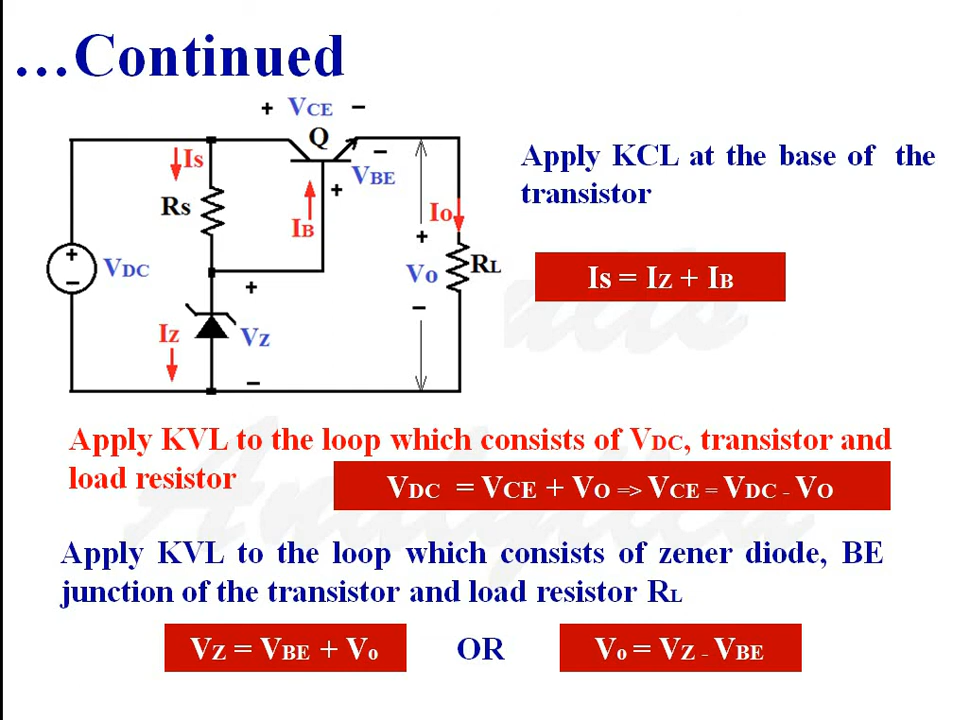 ...Continued
+ VCE −
Q
Is
−
VBE
+
Rs
IB
Io
+
+
−
VDC
Vo
RL
+
−
Iz
Vz
−
Apply KCL at the base of the
transistor
Is = Iz + IB
Apply KVL to the loop which consists of VDC, transistor and
load resistor
VDC = VCE + VO => VCE = VDC - VO
Apply KVL to the loop which consists of zener diode, BE
junction of the transistor and load resistor RL
VZ = VBE + Vo OR Vo = VZ - VBE